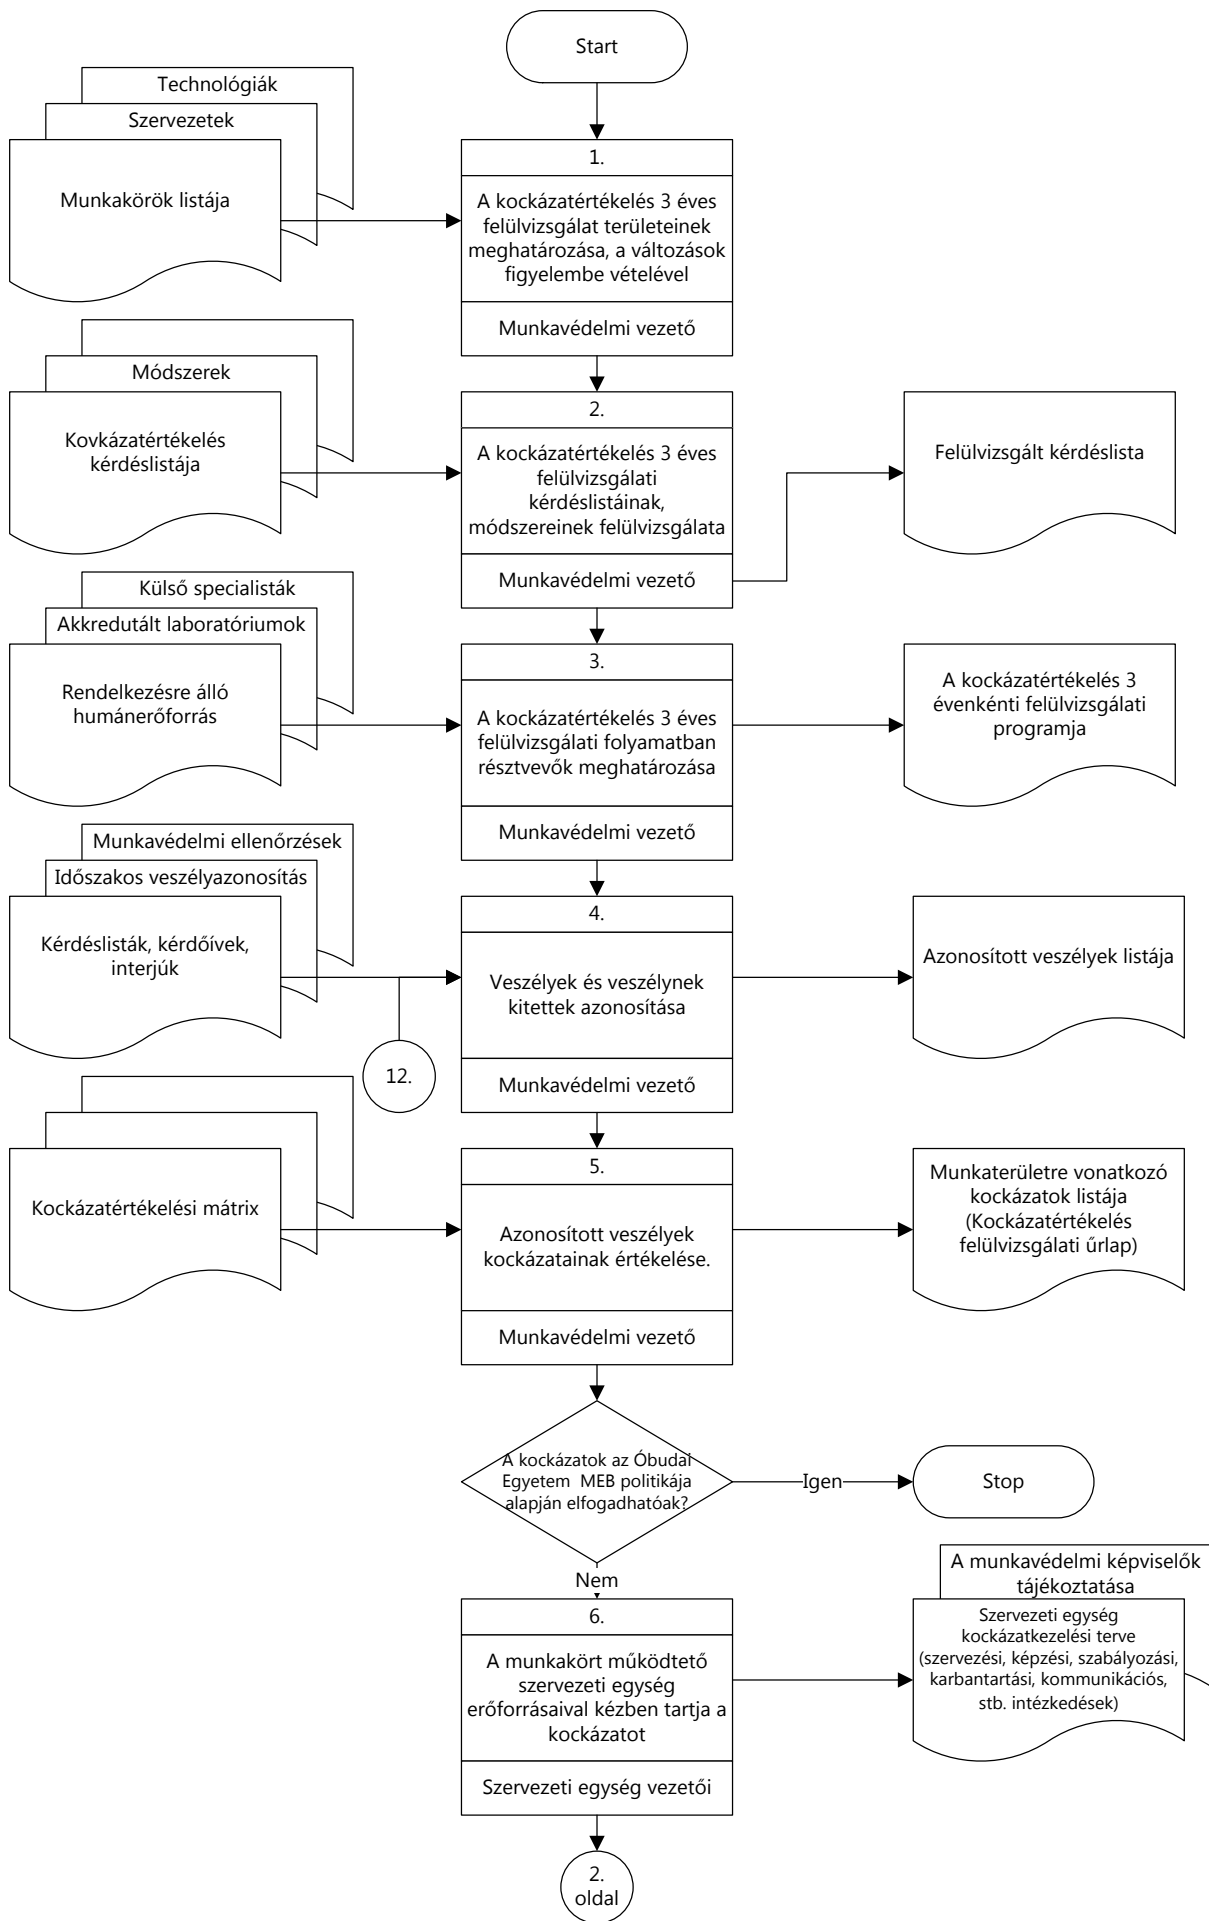 Start
Technológiák
Szervezetek
Munkakörök listája
1.
A kockázatértékelés 3 éves
felülvizsgálat területeinek
meghatározása, a változások
figyelembe vételével
Munkavédelmi vezető
Módszerek
Kovkázatértékelés
kérdéslistája
2.
A kockázatértékelés 3 éves
felülvizsgálati
kérdéslistáinak,
módszereinek felülvizsgálata
Munkavédelmi vezető
Felülvizsgált kérdéslista
Külső specialisták
Akkredutált laboratóriumok
Rendelkezésre álló
humánerőforrás
3.
A kockázatértékelés 3 éves
felülvizsgálati folyamatban
résztvevők meghatározása
Munkavédelmi vezető
A kockázatértékelés 3
évenkénti felülvizsgálati
programja
Munkavédelmi ellenőrzések
Időszakos veszélyazonosítás
Kérdéslisták, kérdőívek,
interjúk
12.
4.
Veszélyek és veszélynek
kitettek azonosítása
Munkavédelmi vezető
Azonosított veszélyek listája
Kockázatértékelési mátrix
5.
Azonosított veszélyek
kockázatainak értékelése.
Munkavédelmi vezető
Munkaterületre vonatkozó
kockázatok listája
(Kockázatértékelés
felülvizsgálati űrlap)
A kockázatok az Óbudai
Egyetem  MEB politikája
alapján elfogadhatóak?
Igen
Stop
Nem
6.
A munkakört működtető
szervezeti egység
erőforrásaival kézben tartja a
kockázatot
Szervezeti egység vezetői
A munkavédelmi képviselők
tájékoztatása
Szervezeti egység
kockázatkezelési terve
(szervezési, képzési, szabályozási,
karbantartási, kommunikációs,
stb. intézkedések)
2.
oldal